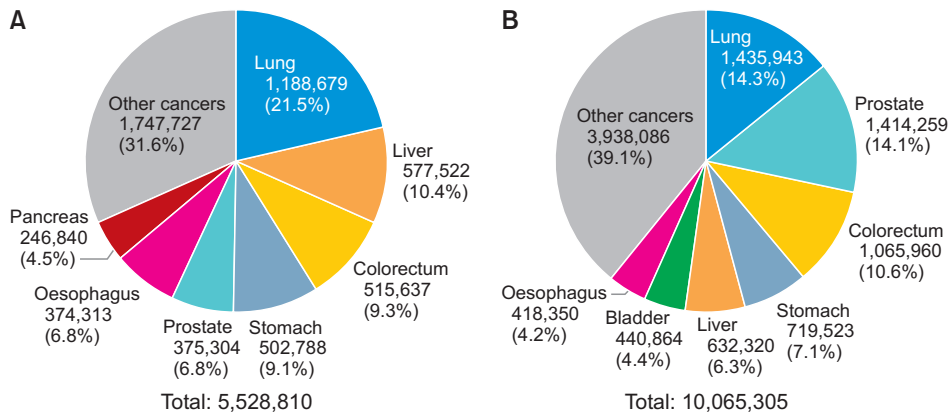 A
Lung
1,188,679
(21.5%)
Liver
577,522
(10.4%)
Colorectum
515,637
(9.3%)
Stomach
502,788
(9.1%)
Prostate
375,304
(6.8%)
Oesophagus
374,313
(6.8%)
Pancreas
246,840
(4.5%)
Other cancers
1,747,727
(31.6%)
Total: 5,528,810
B
Lung
1,435,943
(14.3%)
Prostate
1,414,259
(14.1%)
Colorectum
1,065,960
(10.6%)
Stomach
719,523
(7.1%)
Liver
632,320
(6.3%)
Bladder
440,864
(4.4%)
Oesophagus
418,350
(4.2%)
Other cancers
3,938,086
(39.1%)
Total: 10,065,305